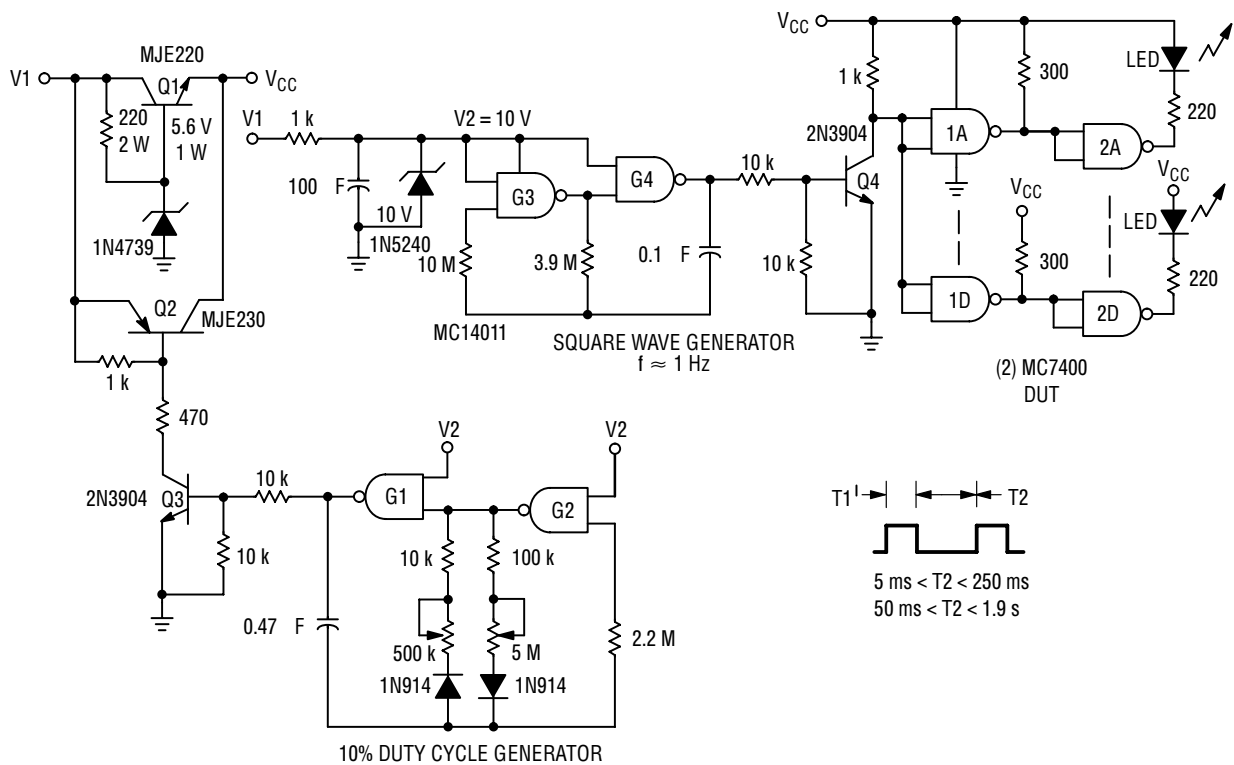 MJE220
V1
Q1
VCC
220
2 W
5.6 V
1 W
1N4739
Q2
MJE230
1 k
470
2N3904
Q3
10 k
10 k
V1
1 k
V2 = 10 V
100 F
10 V
1N5240
G3
G4
10 M
3.9 M
0.1 F
10 k
10 k
MC14011
SQUARE WAVE GENERATOR
f ≈ 1 Hz
VCC
1 k
2N3904
Q4
1A
300
2A
LED
220
VCC
VCC
LED
1D
300
2D
220
(2) MC7400
DUT
V2
V2
G1
G2
10 k
100 k
0.47 F
500 k
5 M
2.2 M
1N914
1N914
10% DUTY CYCLE GENERATOR
T1
T2
5 ms < T2 < 250 ms
50 ms < T2 < 1.9 s